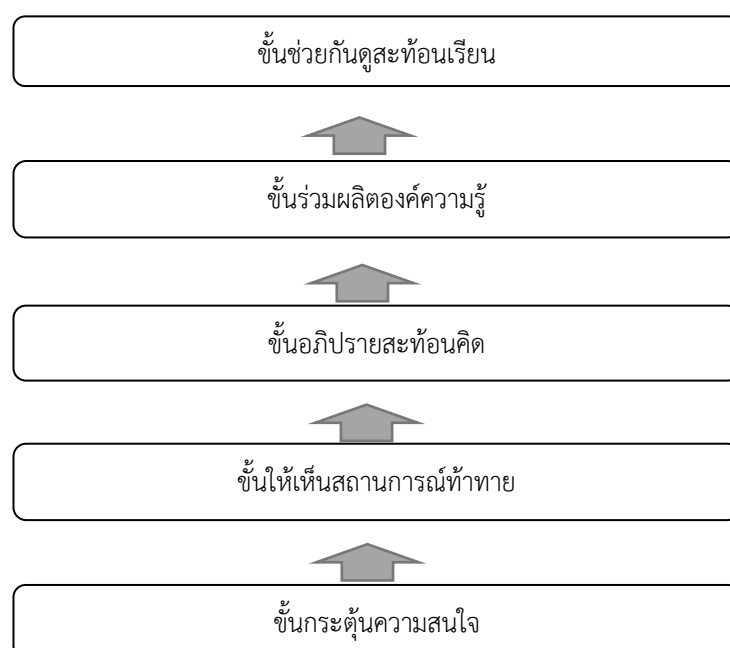 ขั้นช่วยกันดูสะท้อนเรียน
ขั้นร่วมผลิตองค์ความรู้
ขั้นอภิปรายสะท้อนคิด
ขั้นให้เห็นสถานการณ์ท้าทาย
ขั้นกระตุ้นความสนใจ